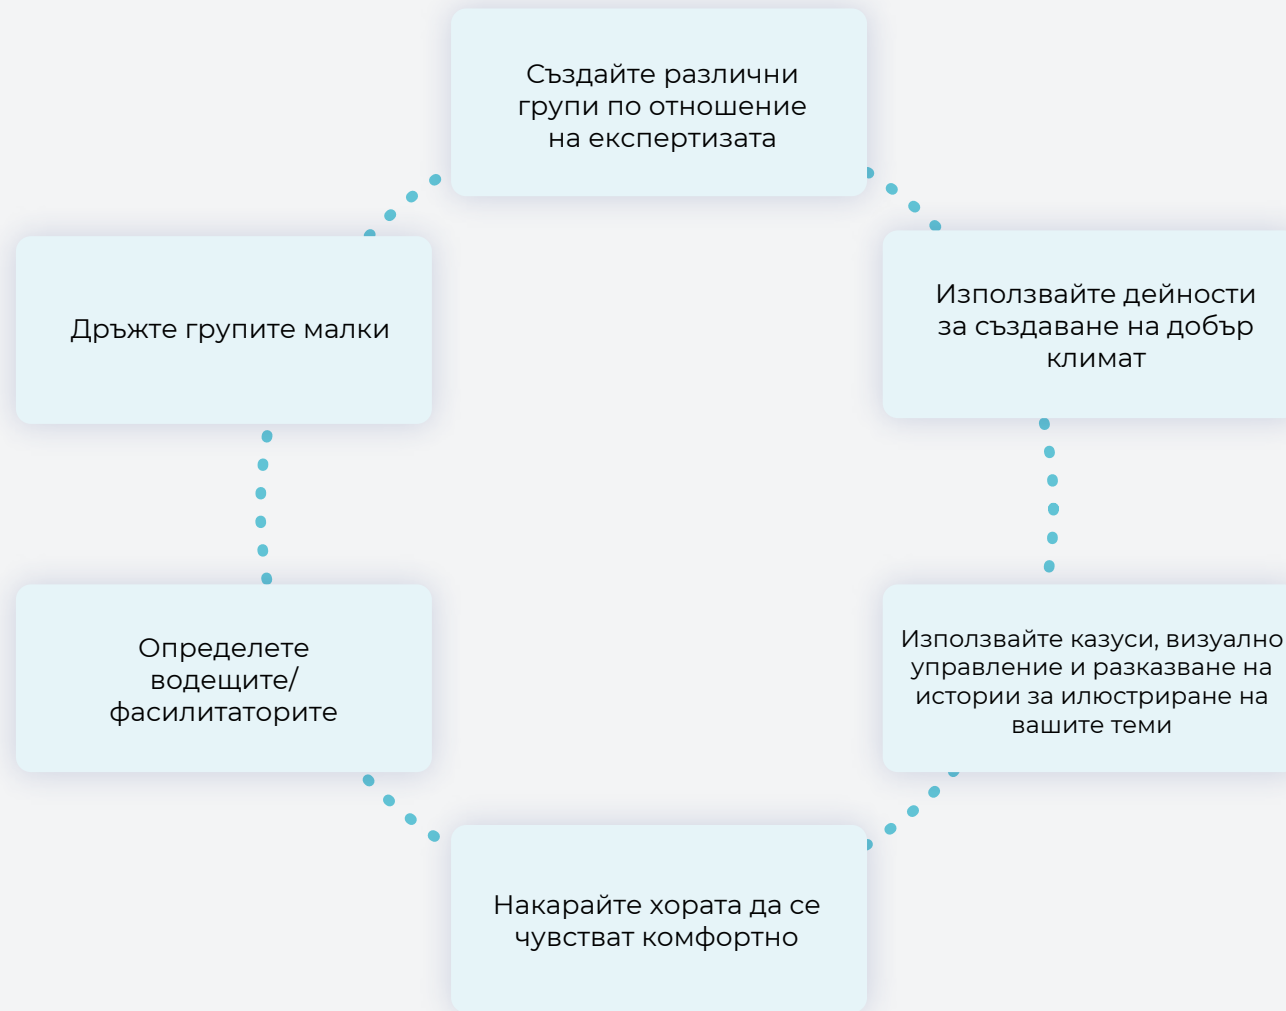 Създайте различни
групи по отношение
на експертизата
Използвайте дейности
за създаване на добър
климат
Дръжте групите малки
Използвайте казуси, визуално
управление и разказване на
истории за илюстриране на
вашите теми
Определете
водещите/
фасилитаторите
Накарайте хората да се
чувстват комфортно